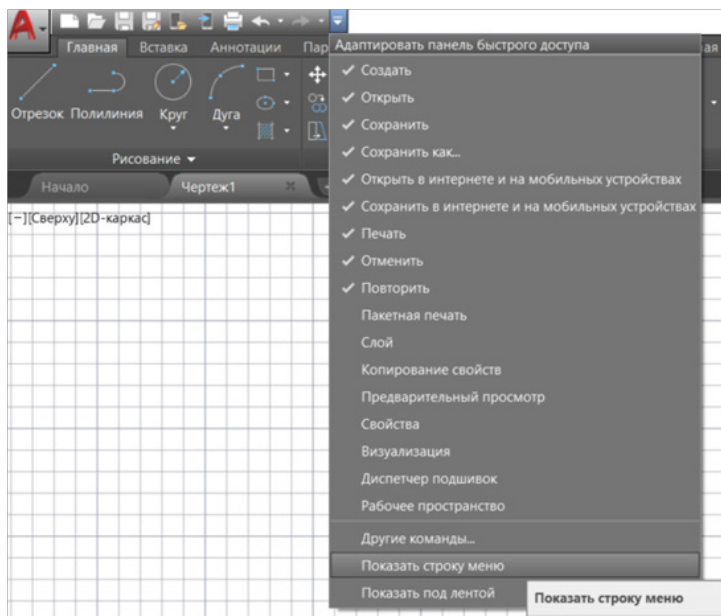 A
Главная Вставка Аннотации Пар
Отрезок Полилиния Круг Дуга
Рисование
Начало Чертеж1
[−][Сверху][2D-каркас]
Адаптировать панель быстрого доступа
Создать
Открыть
Сохранить
Сохранить как...
Открыть в интернете и на мобильных устройствах
Сохранить в интернете и на мобильных устройствах
Печать
Отменить
Повторить
Пакетная печать
Слой
Копирование свойств
Предварительный просмотр
Свойства
Визуализация
Диспетчер подшивок
Рабочее пространство
Другие команды...
Показать строку меню
Показать под лентой
Показать строку меню